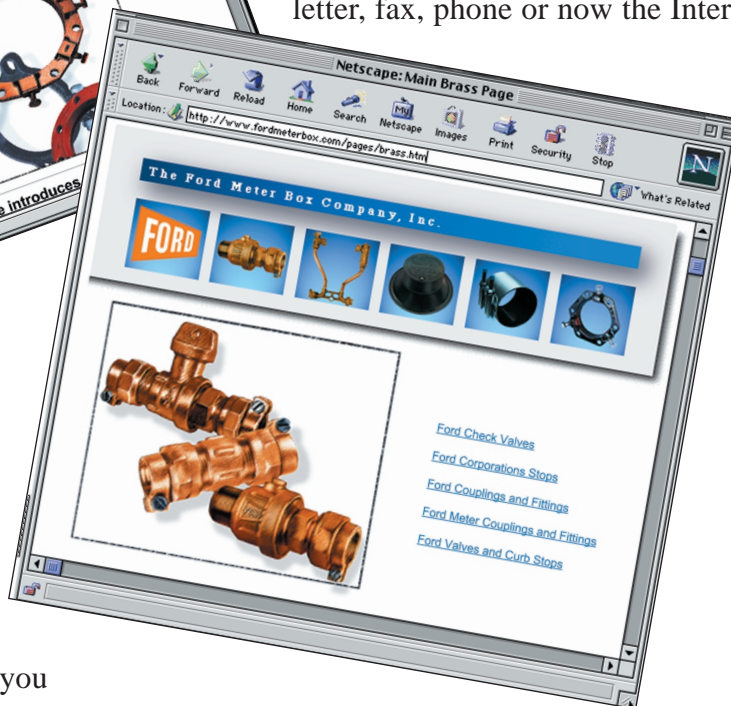 letter, fax, phone or now the Inter
e introduces
Netscape: Main Brass Page
Back Forward Reload Home Search Netscape Images Print Security Stop
My
N
Location: http://www.fordmeterbox.com/pages/brass.htm What's Related
The Ford Meter Box Company, Inc.
FORD
Ford Check Valves
Ford Corporations Stops
Ford Couplings and Fittings
Ford Meter Couplings and Fittings
Ford Valves and Curb Stops
you